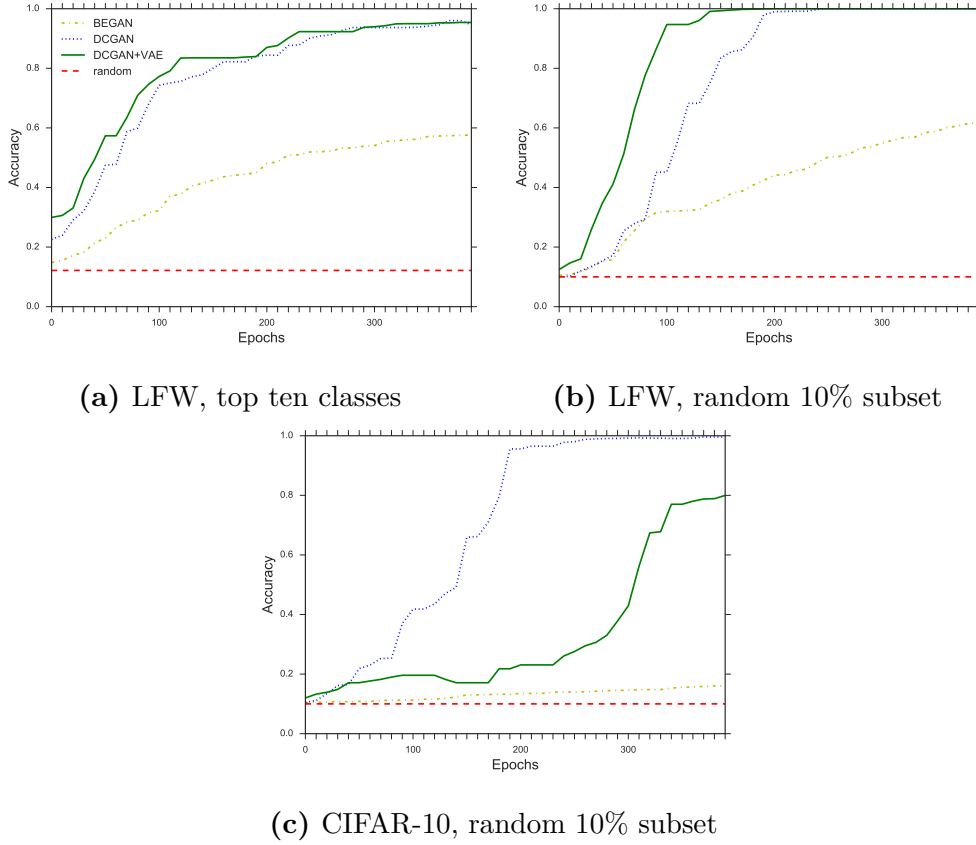 1.0
0.8
0.6
0.4
0.2
0.0
Accuracy
BEGAN
DCGAN
DCGAN+VAE
random
0 100 200 300
Epochs
(a) LFW, top ten classes
1.0
0.8
0.6
0.4
0.2
0.0
Accuracy
0 100 200 300
Epochs
(b) LFW, random 10% subset
1.0
0.8
0.6
0.4
0.2
0.0
Accuracy
0 100 200 300
Epochs
(c) CIFAR-10, random 10% subset